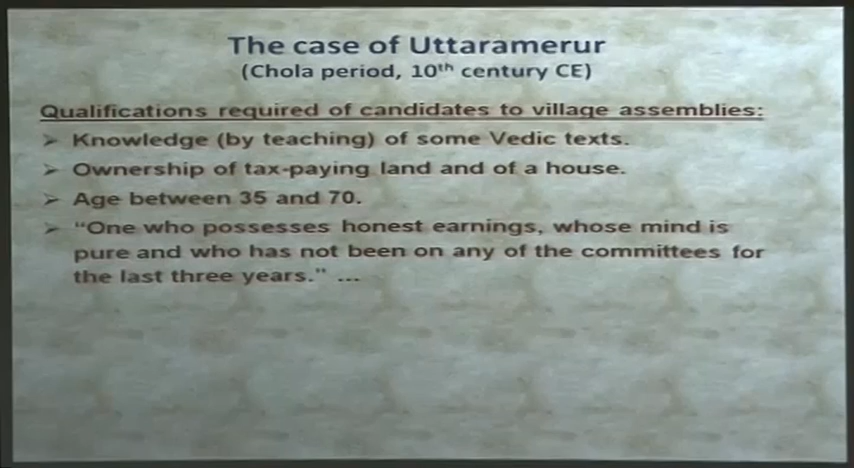 The case of Uttaramerur
(Chola period, 10th century CE)
Qualifications required of candidates to village assemblies:
➢ Knowledge (by teaching) of some Vedic texts.
➢ Ownership of tax-paying land and of a house.
➢ Age between 35 and 70.
➢ "One who possesses honest earnings, whose mind is
pure and who has not been on any of the committees for
the last three years." ...